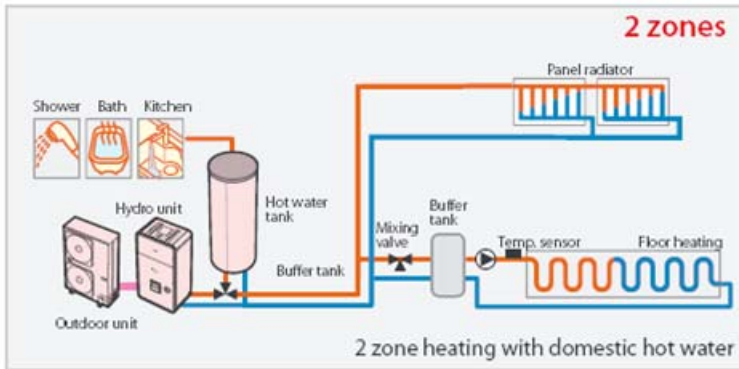 2 zones
Panel radiator
Shower Bath Kitchen
Hot water
tank
Hydro unit
Buffer
tank
Mixing
valve
Temp. sensor
Floor heating
Buffer tank
Outdoor unit
2 zone heating with domestic hot water